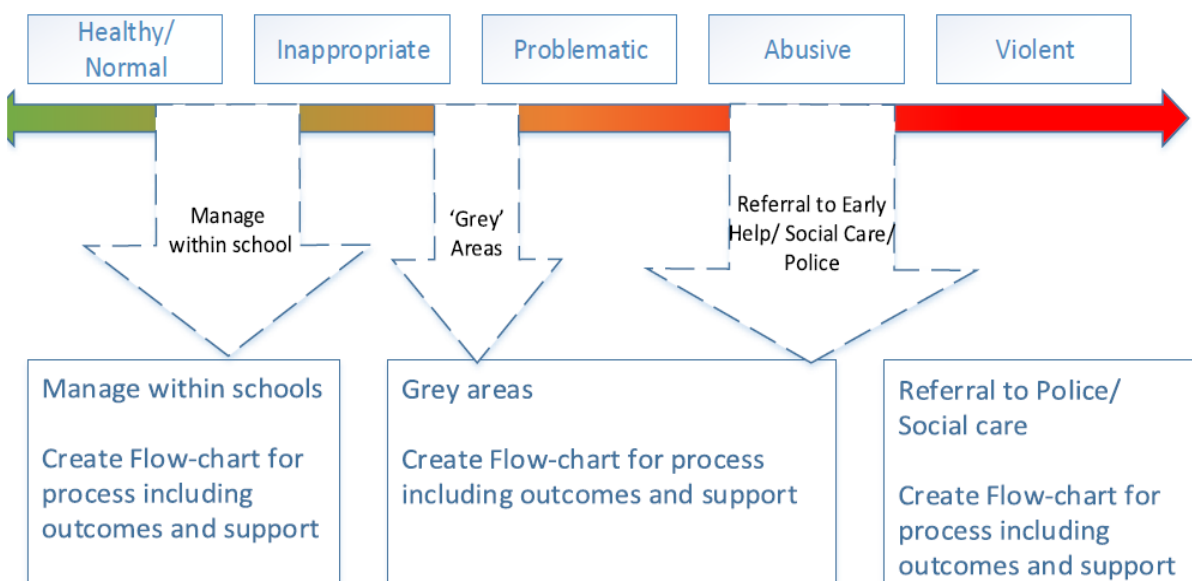 Healthy/
Normal
Inappropriate
Problematic
Abusive
Violent
Manage
within school
‘Grey’
Areas
Referral to Early
Help/ Social Care/
Police
Manage within schools
Create Flow-chart for
process including
outcomes and support
Grey areas
Create Flow-chart for process
including outcomes and support
Referral to Police/
Social care
Create Flow-chart for
process including
outcomes and support